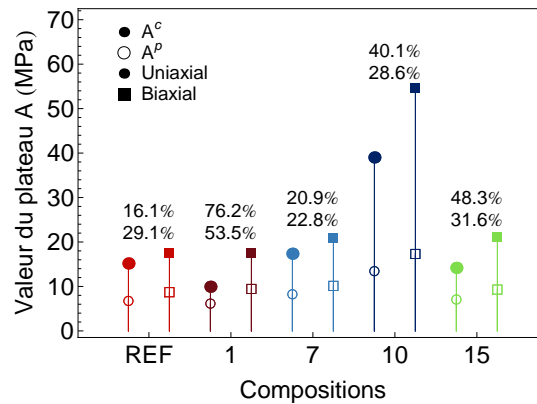 Valeur du plateau A (MPa)
70
60
50
40
30
20
10
0
A^c
A^p
Uniaxial
Biaxial
16.1%
29.1%
76.2%
53.5%
20.9%
22.8%
40.1%
28.6%
48.3%
31.6%
REF 1 7 10 15
Compositions